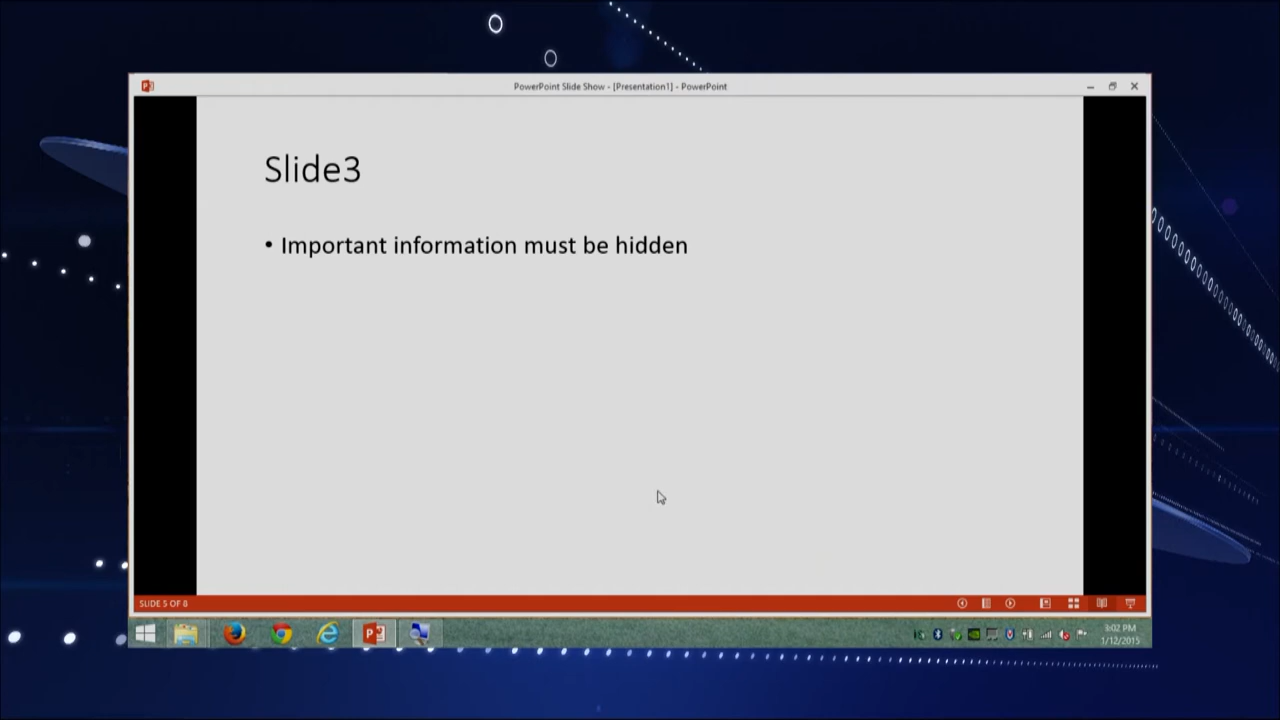 PowerPoint Slide Show - [Presentation1] - PowerPoint
Slide3
• Important information must be hidden
SLIDE 5 OF 8
3:02 PM
1/12/2015